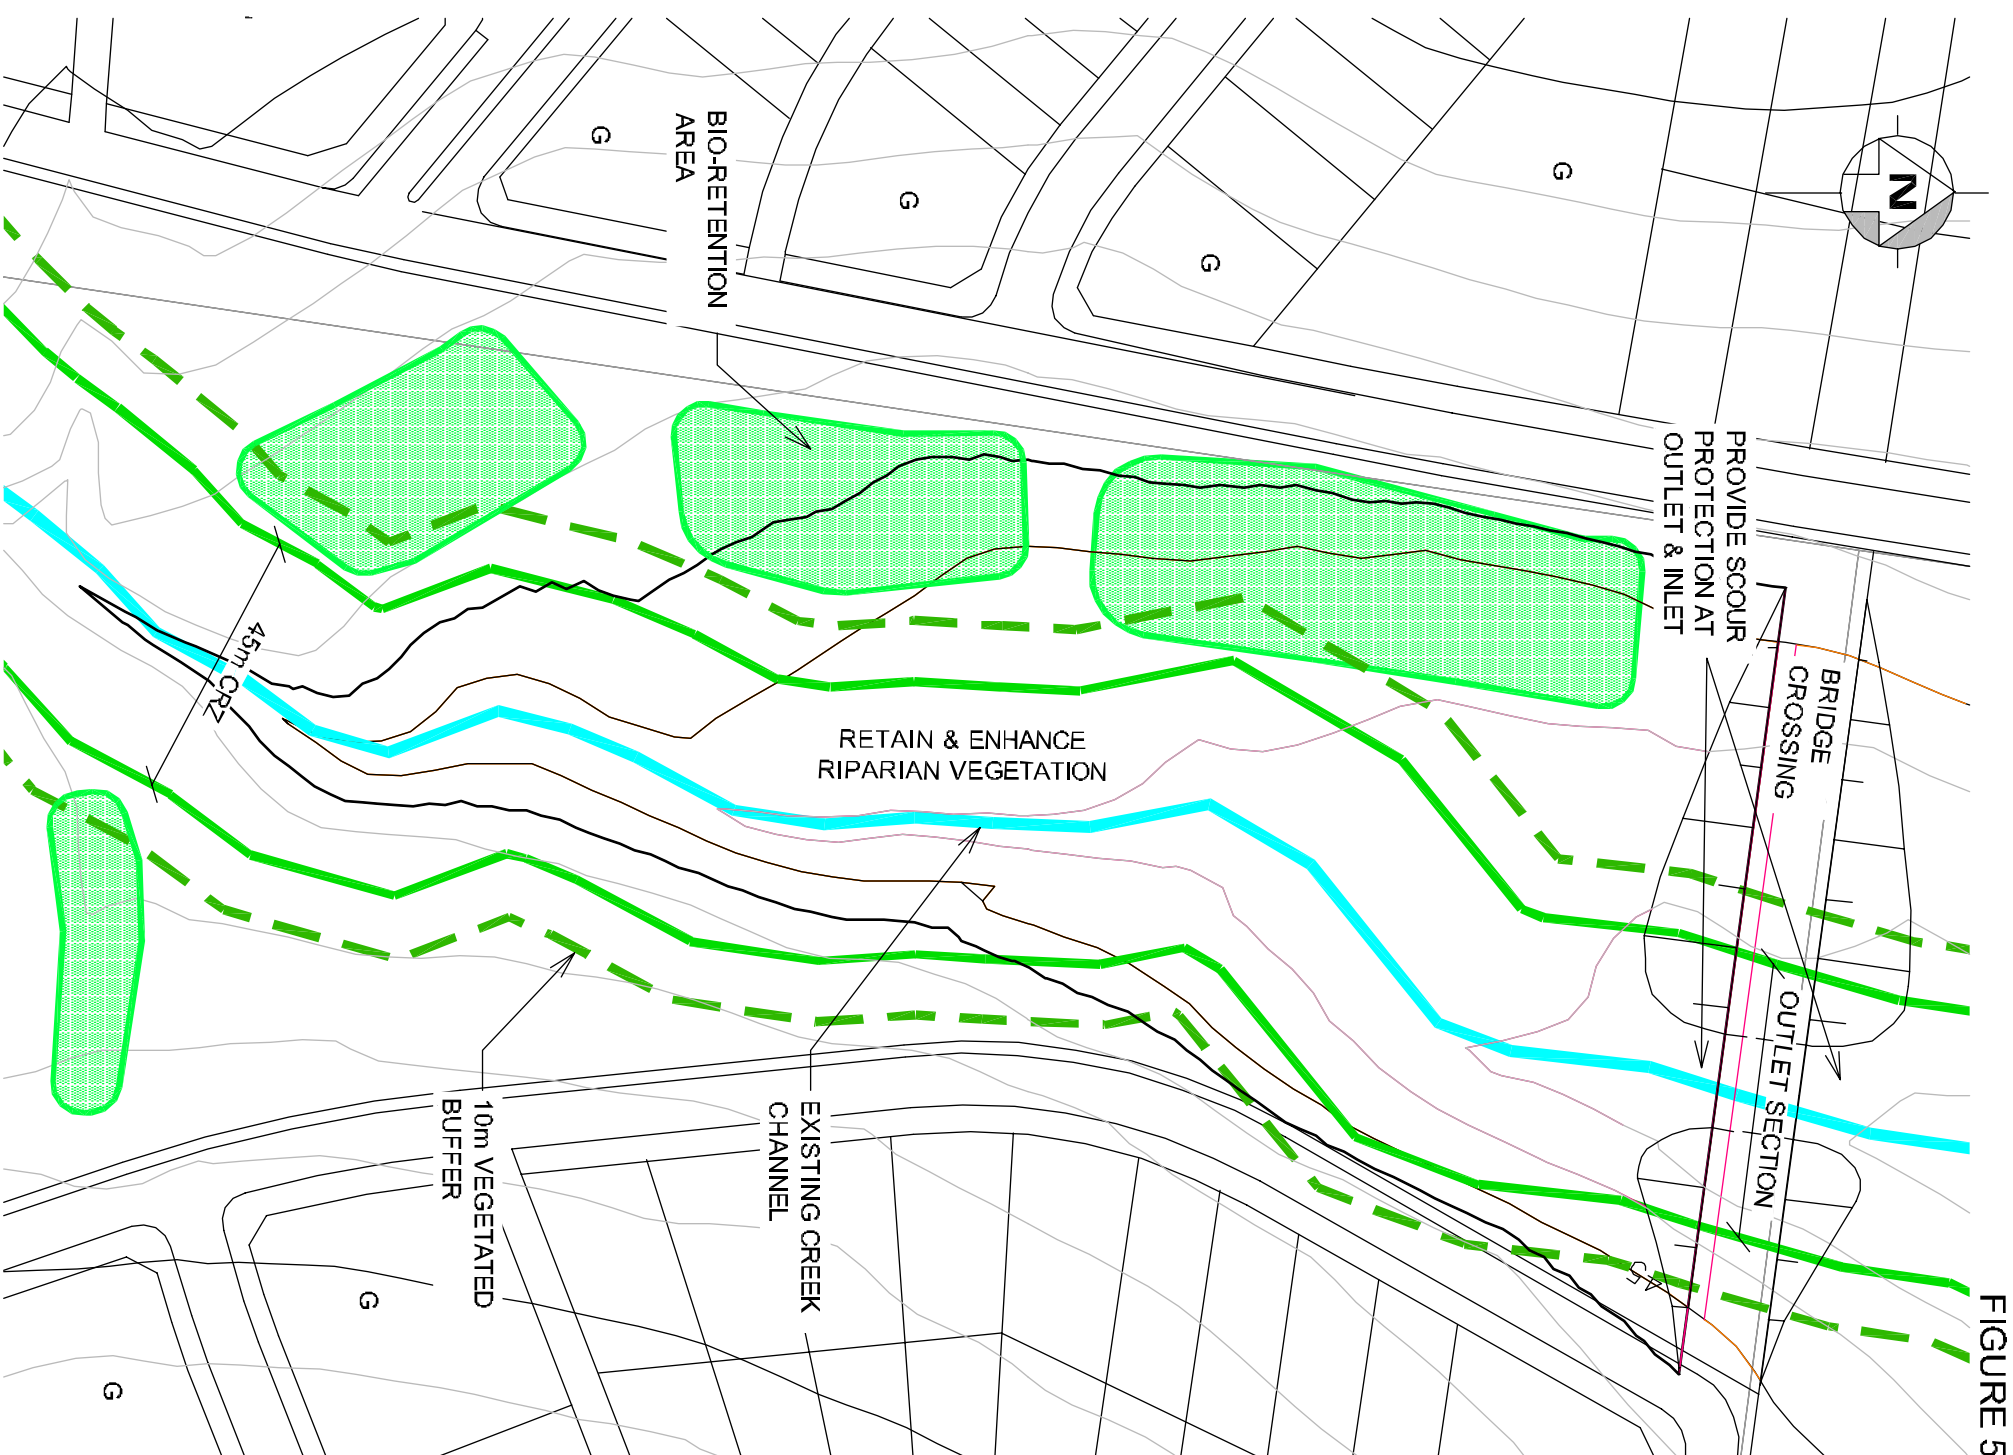 FIGURE 5
N
G
G
G
G
BIO-RETENTION
AREA
PROVIDE SCOUR
PROTECTION AT
OUTLET & INLET
BRIDGE
CROSSING
45m CRZ
RETAIN & ENHANCE
RIPARIAN VEGETATION
OUTLET SECTION
EXISTING CREEK
CHANNEL
10m VEGETATED
BUFFER
45
G
G